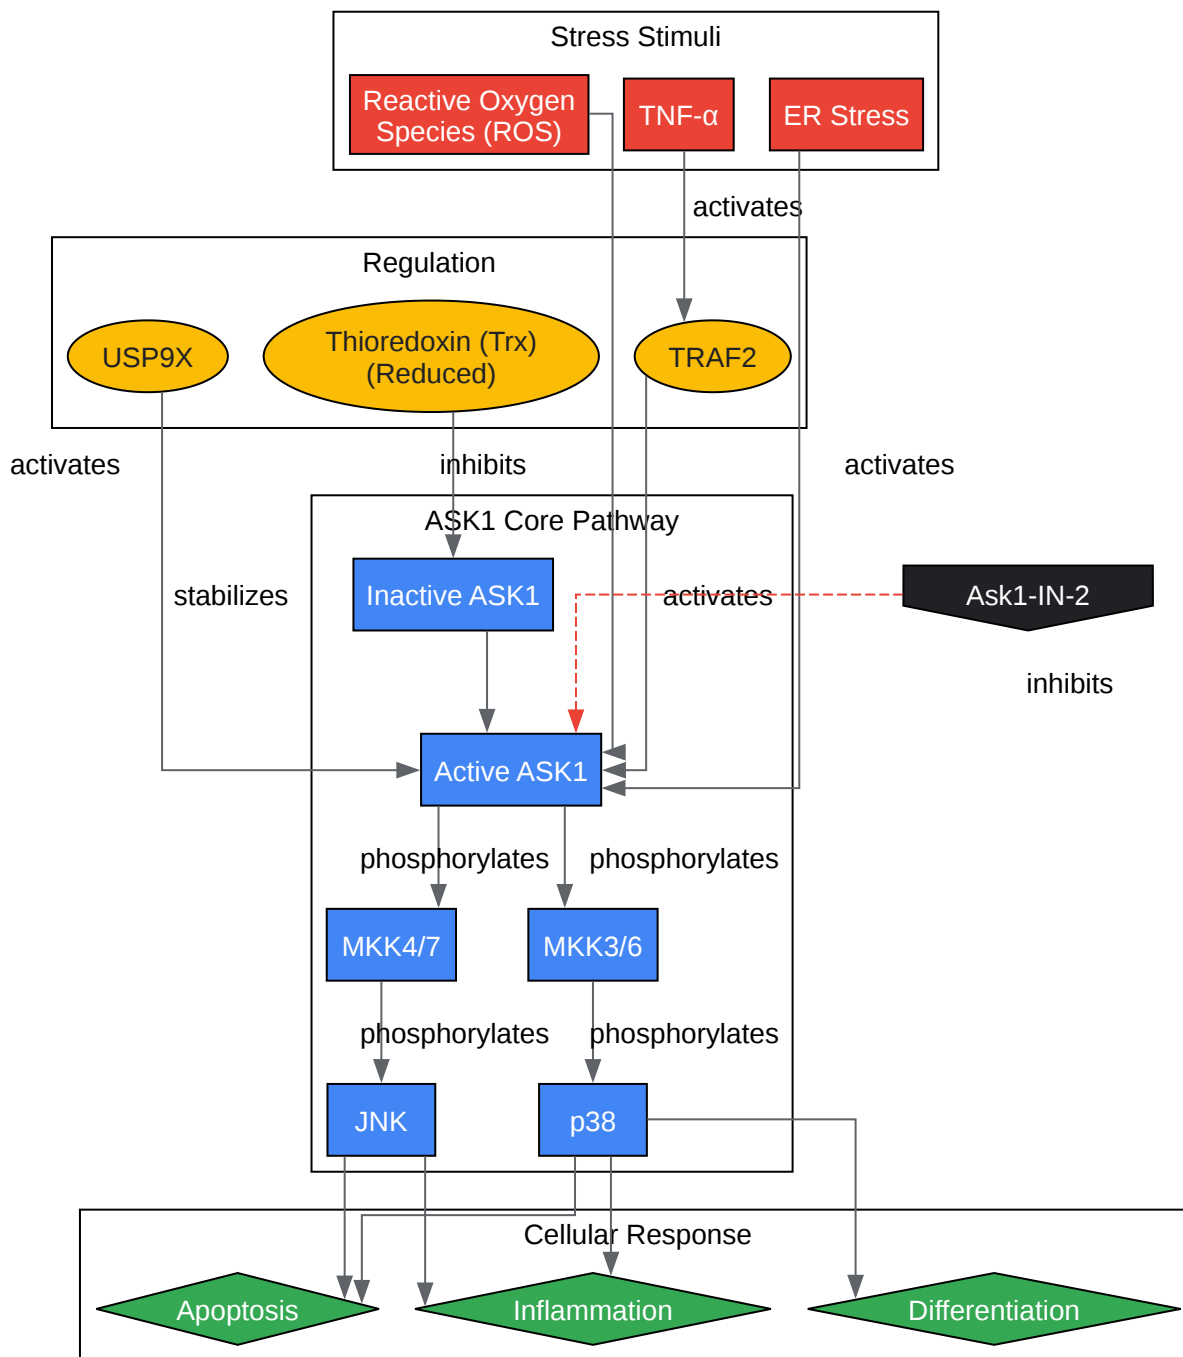 Stress Stimuli
Reactive Oxygen
Species (ROS)
TNF-α
ER Stress
activates
Regulation
USP9X
Thioredoxin (Trx)
(Reduced)
TRAF2
activates
inhibits
activates
ASK1 Core Pathway
Inactive ASK1
stabilizes
activates
Ask1-IN-2
inhibits
Active ASK1
phosphorylates
phosphorylates
MKK4/7
MKK3/6
phosphorylates
phosphorylates
JNK
p38
Cellular Response
Apoptosis
Inflammation
Differentiation